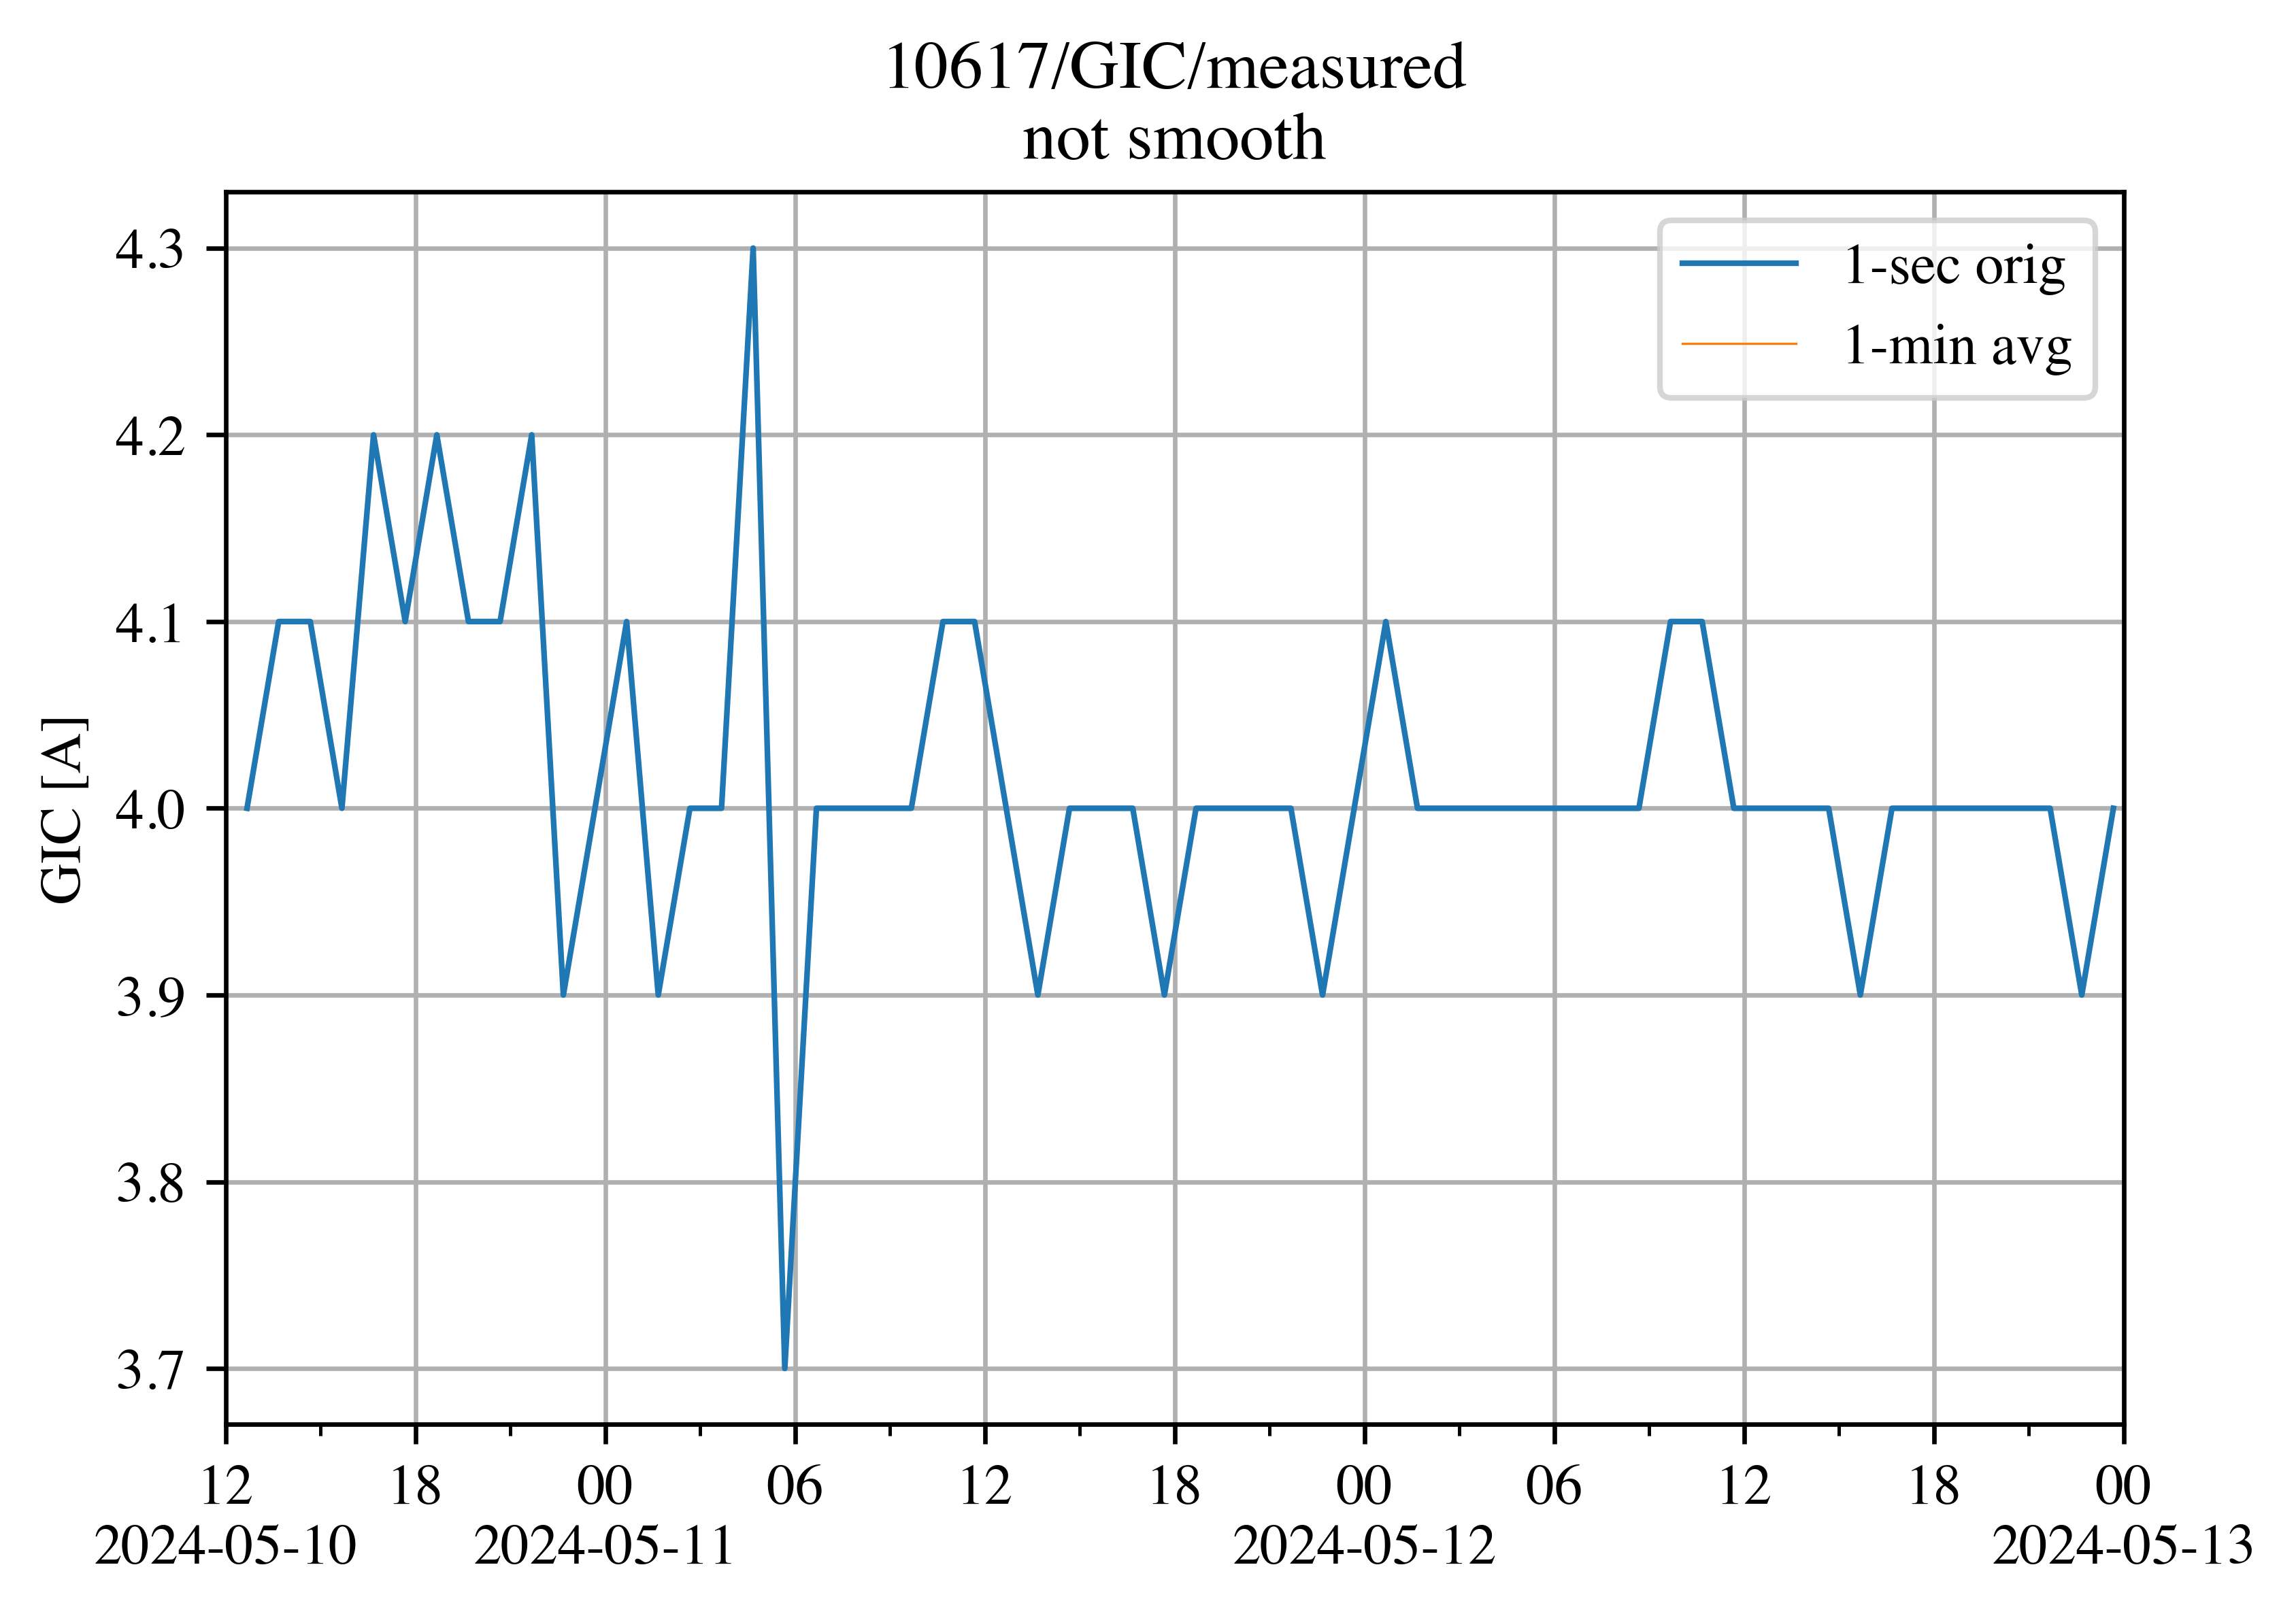 10617/GIC/measured
not smooth
1-sec orig
1-min avg
GIC [A]
4.3
4.2
4.1
4.0
3.9
3.8
3.7
12 18 00 06 12 18 00 06 12 18 00
2024-05-10 2024-05-11 2024-05-12 2024-05-13